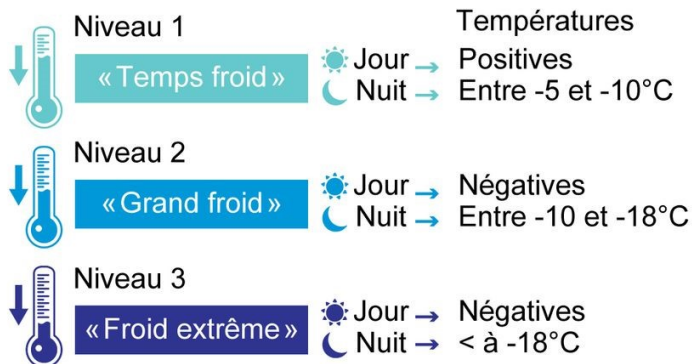 Températures
Niveau 1
«Temps froid»
Jour → Positives
Nuit → Entre -5 et -10°C
Niveau 2
«Grand froid»
Jour → Négatives
Nuit → Entre -10 et -18°C
Niveau 3
«Froid extrême»
Jour → Négatives
Nuit → < à -18°C